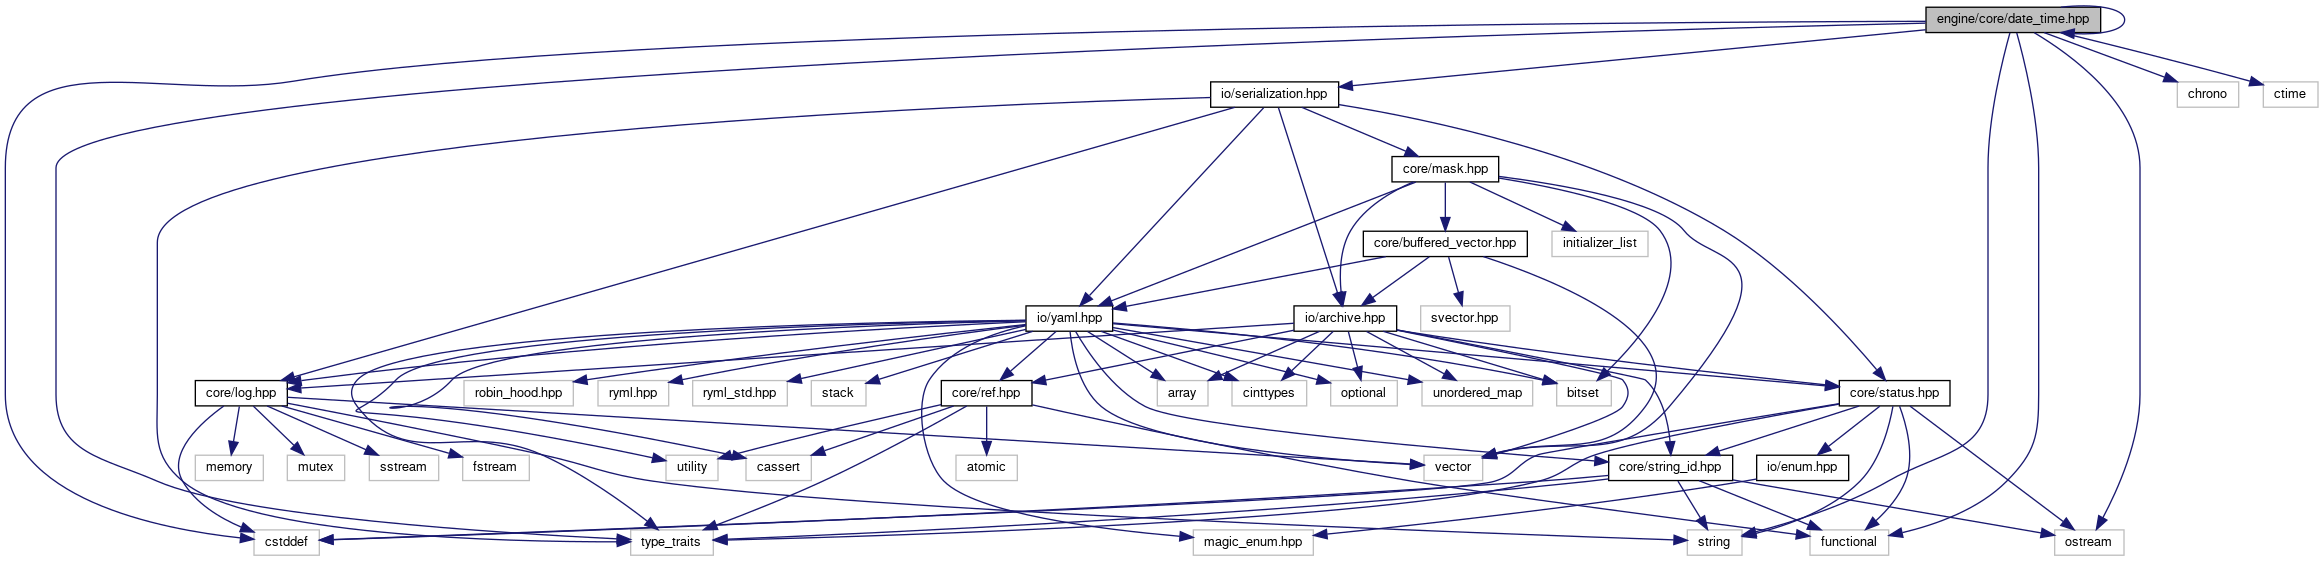 engine/core/date_time.hpp
io/serialization.hpp
chrono
ctime
core/mask.hpp
core/buffered_vector.hpp
initializer_list
io/yaml.hpp
io/archive.hpp
svector.hpp
core/log.hpp
robin_hood.hpp
ryml.hpp
ryml_std.hpp
stack
core/ref.hpp
array
cinttypes
optional
unordered_map
bitset
core/status.hpp
memory
mutex
sstream
fstream
utility
cassert
atomic
vector
core/string_id.hpp
io/enum.hpp
cstddef
type_traits
magic_enum.hpp
string
functional
ostream